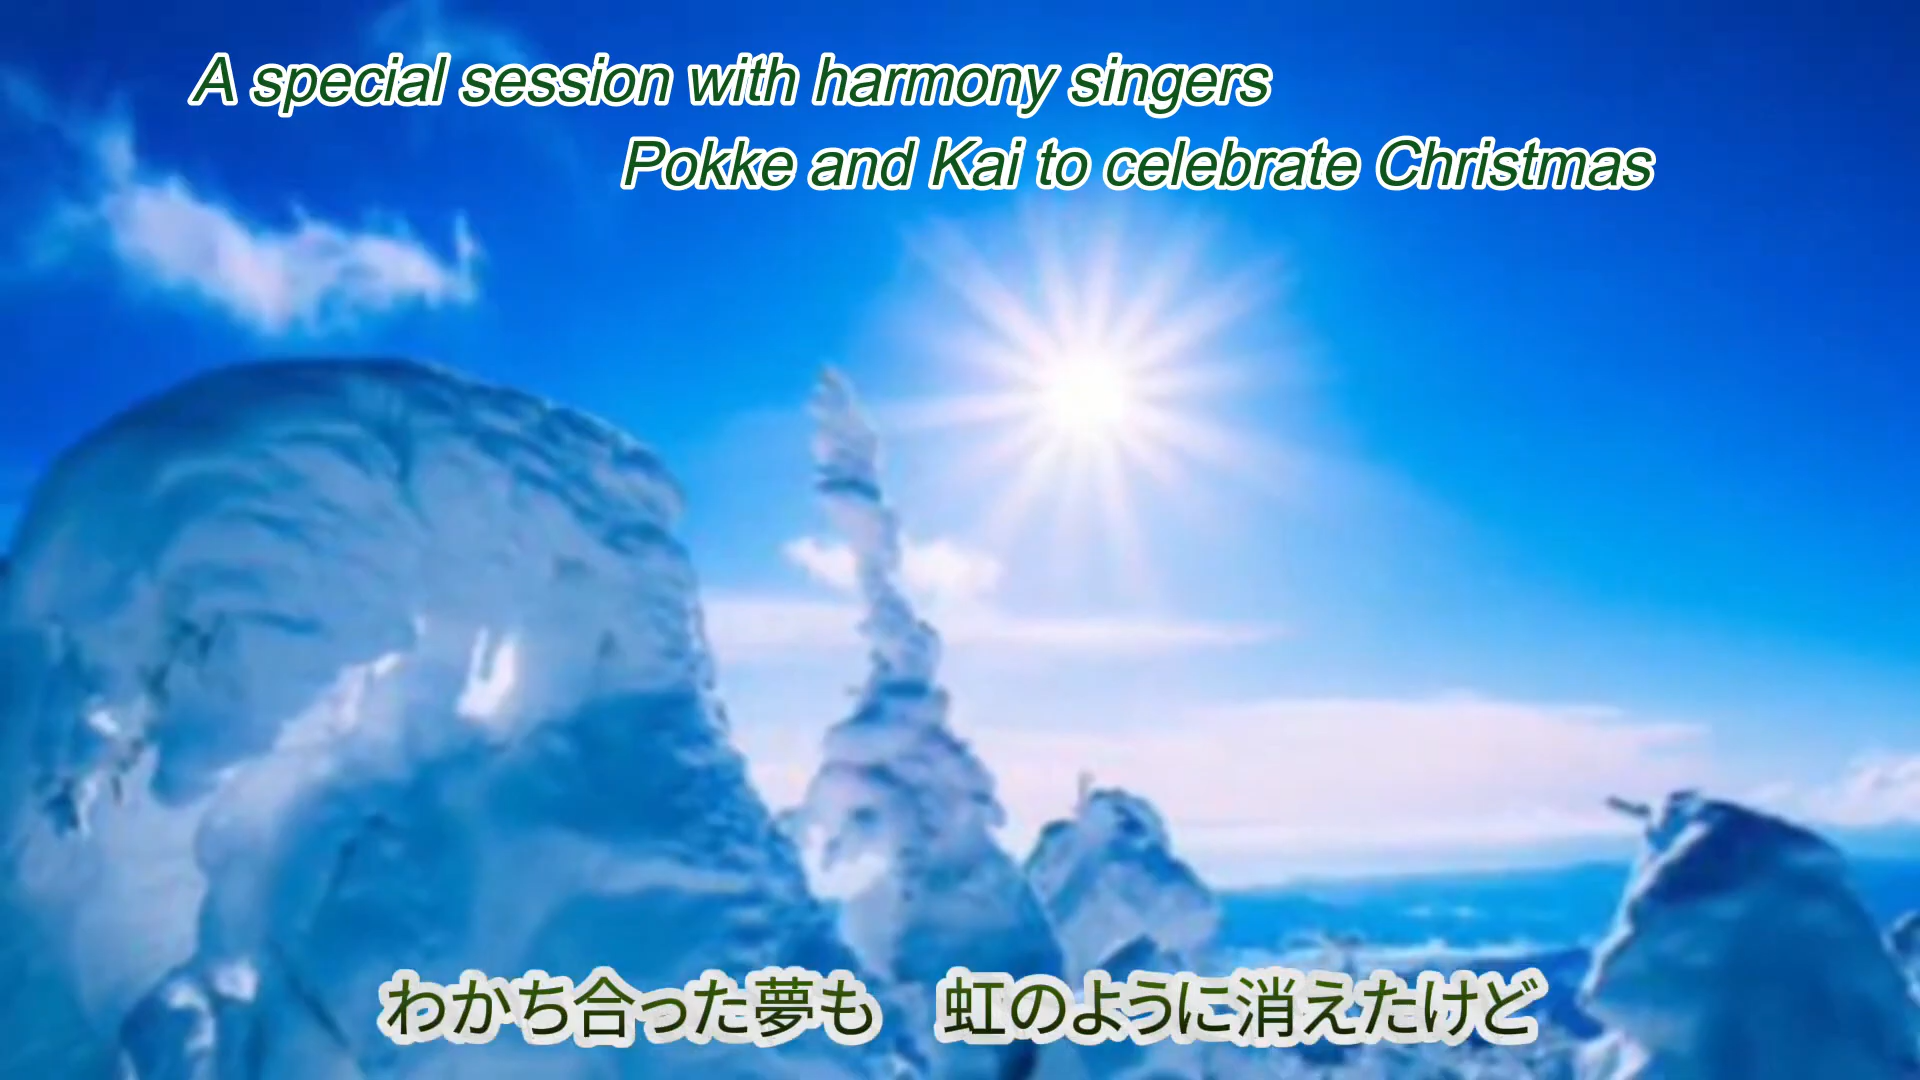 A special session with harmony singers
Pokke and Kai to celebrate Christmas
わかち合った夢も　虹のように消えたけど